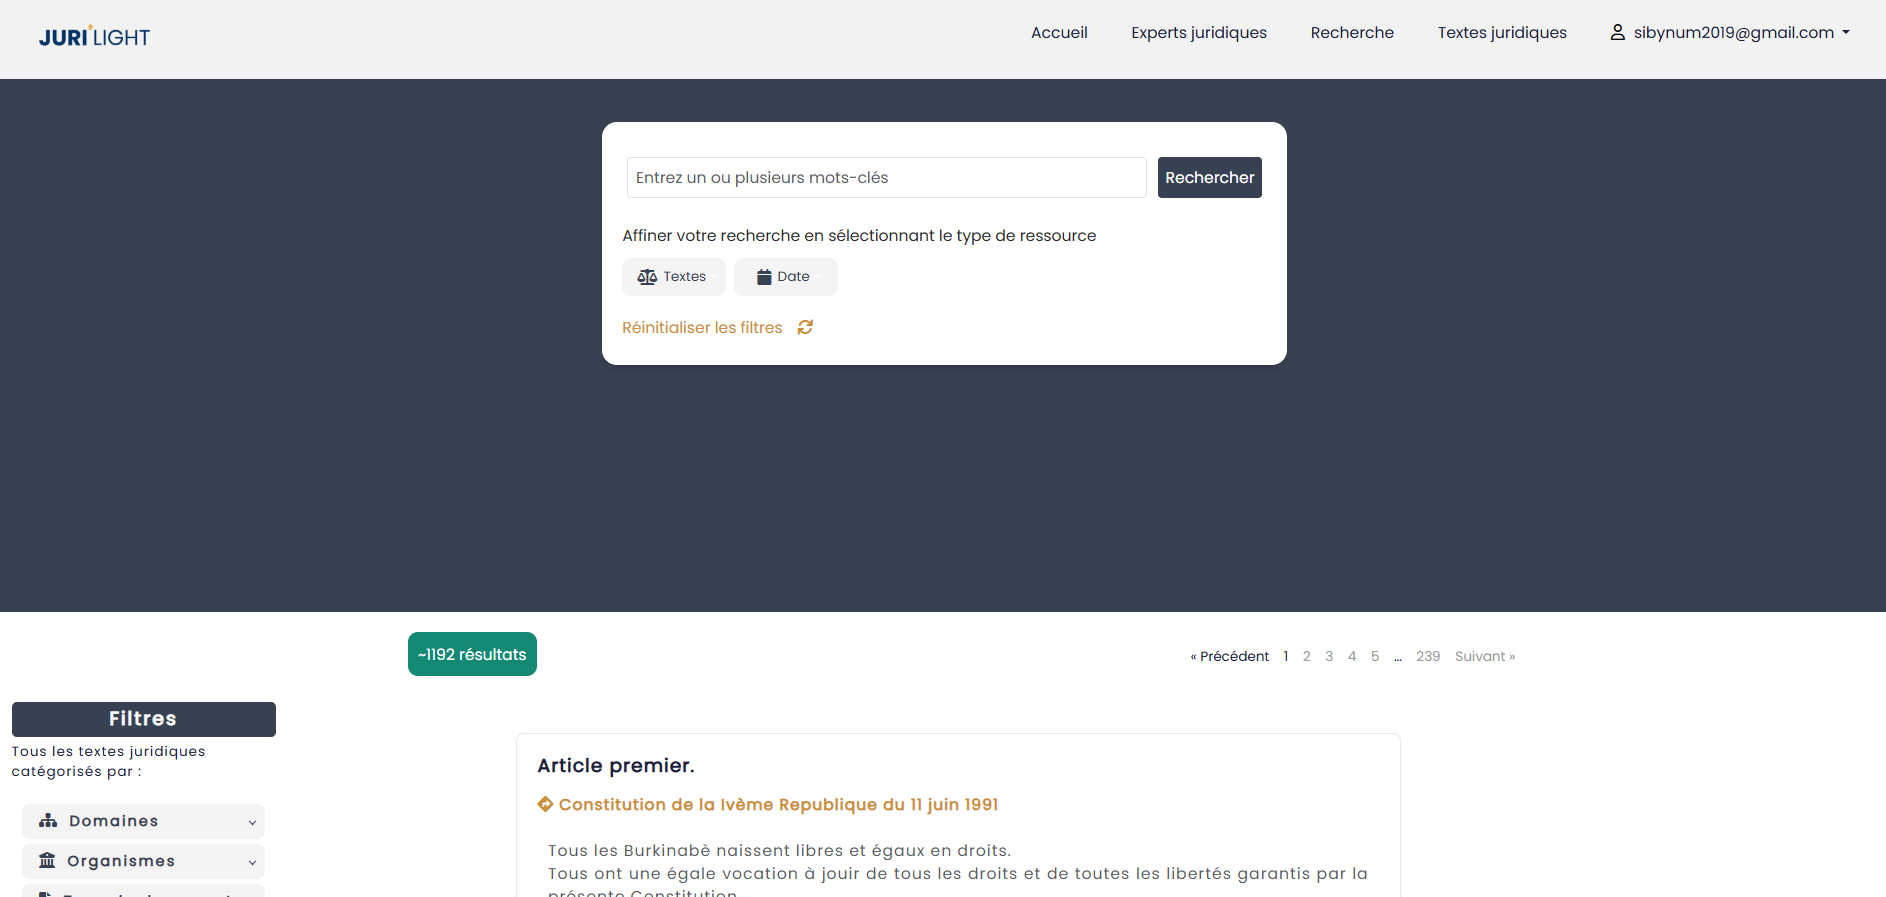 JURI LIGHT
Accueil
Experts juridiques
Recherche
Textes juridiques
sibynum2019@gmail.com
Entrez un ou plusieurs mots-clés
Rechercher
Affiner votre recherche en sélectionnant le type de ressource
Textes
Date
Réinitialiser les filtres
~1192 résultats
« Précédent 1 2 3 4 5 ... 239 Suivant »
Filtres
Tous les textes juridiques
catégorisés par :
Domaines
Organismes
Article premier.
Constitution de la Ivème Republique du 11 juin 1991
Tous les Burkinabè naissent libres et égaux en droits.
Tous ont une égale vocation à jouir de tous les droits et de toutes les libertés garantis par la
présente Constitution.